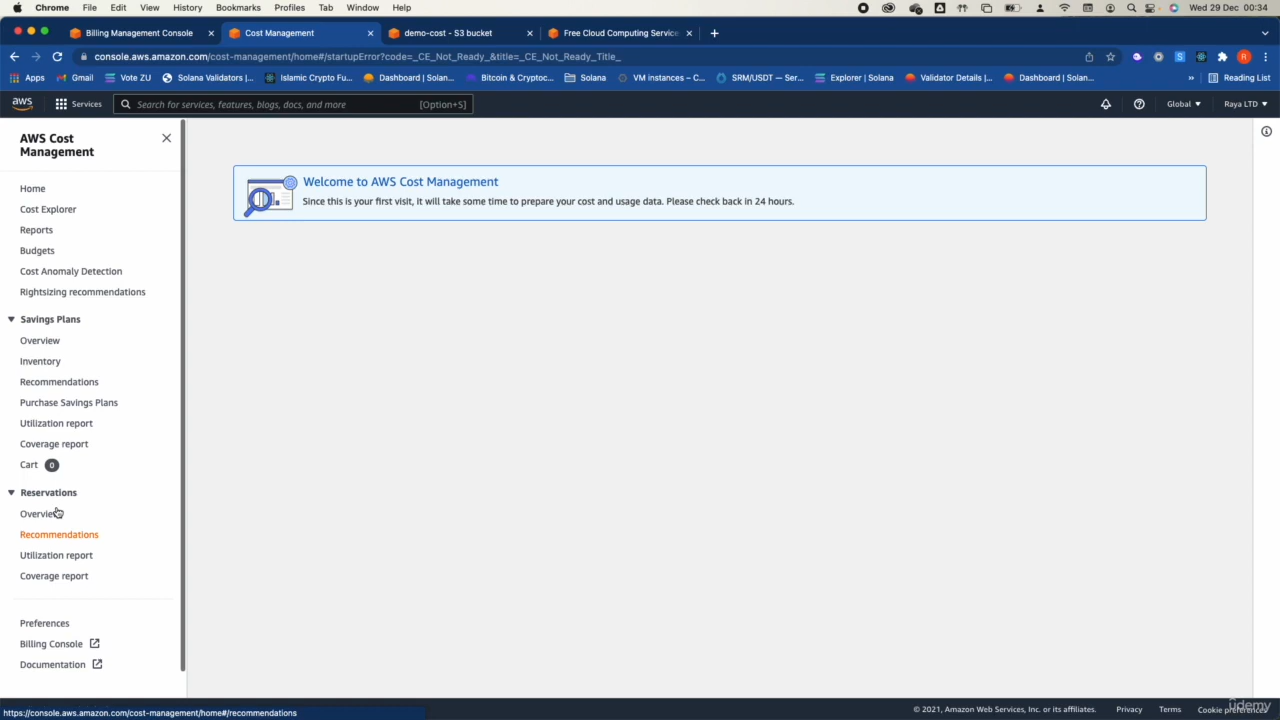 Chrome File Edit View History Bookmarks Profiles Tab Window Help Wed 29 Dec 00:34
Billing Management Console Cost Management demo-cost - S3 bucket Free Cloud Computing Service
console.aws.amazon.com/cost-management/home#/startupError?code=_CE_Not_Ready_&title=_CE_Not_Ready_Title_
Apps Gmail Vote ZU Solana Validators |... Islamic Crypto Fu... Dashboard | Solan... Bitcoin & Cryptoc... Solana VM instances – C... SRM/USDT — Ser... Explorer | Solana Validator Details |... Dashboard | Solan... » Reading List
aws Services Search for services, features, blogs, docs, and more [Option+S] Global Raya LTD
AWS Cost
Management
Home
Cost Explorer
Reports
Budgets
Cost Anomaly Detection
Rightsizing recommendations
Savings Plans
Overview
Inventory
Recommendations
Purchase Savings Plans
Utilization report
Coverage report
Cart 0
Reservations
Overview
Recommendations
Utilization report
Coverage report
Preferences
Billing Console
Documentation
Welcome to AWS Cost Management
Since this is your first visit, it will take some time to prepare your cost and usage data. Please check back in 24 hours.
https://console.aws.amazon.com/cost-management/home#/recommendations
© 2021, Amazon Web Services, Inc. or its affiliates. Privacy Terms Cookie preferences
ûdemy